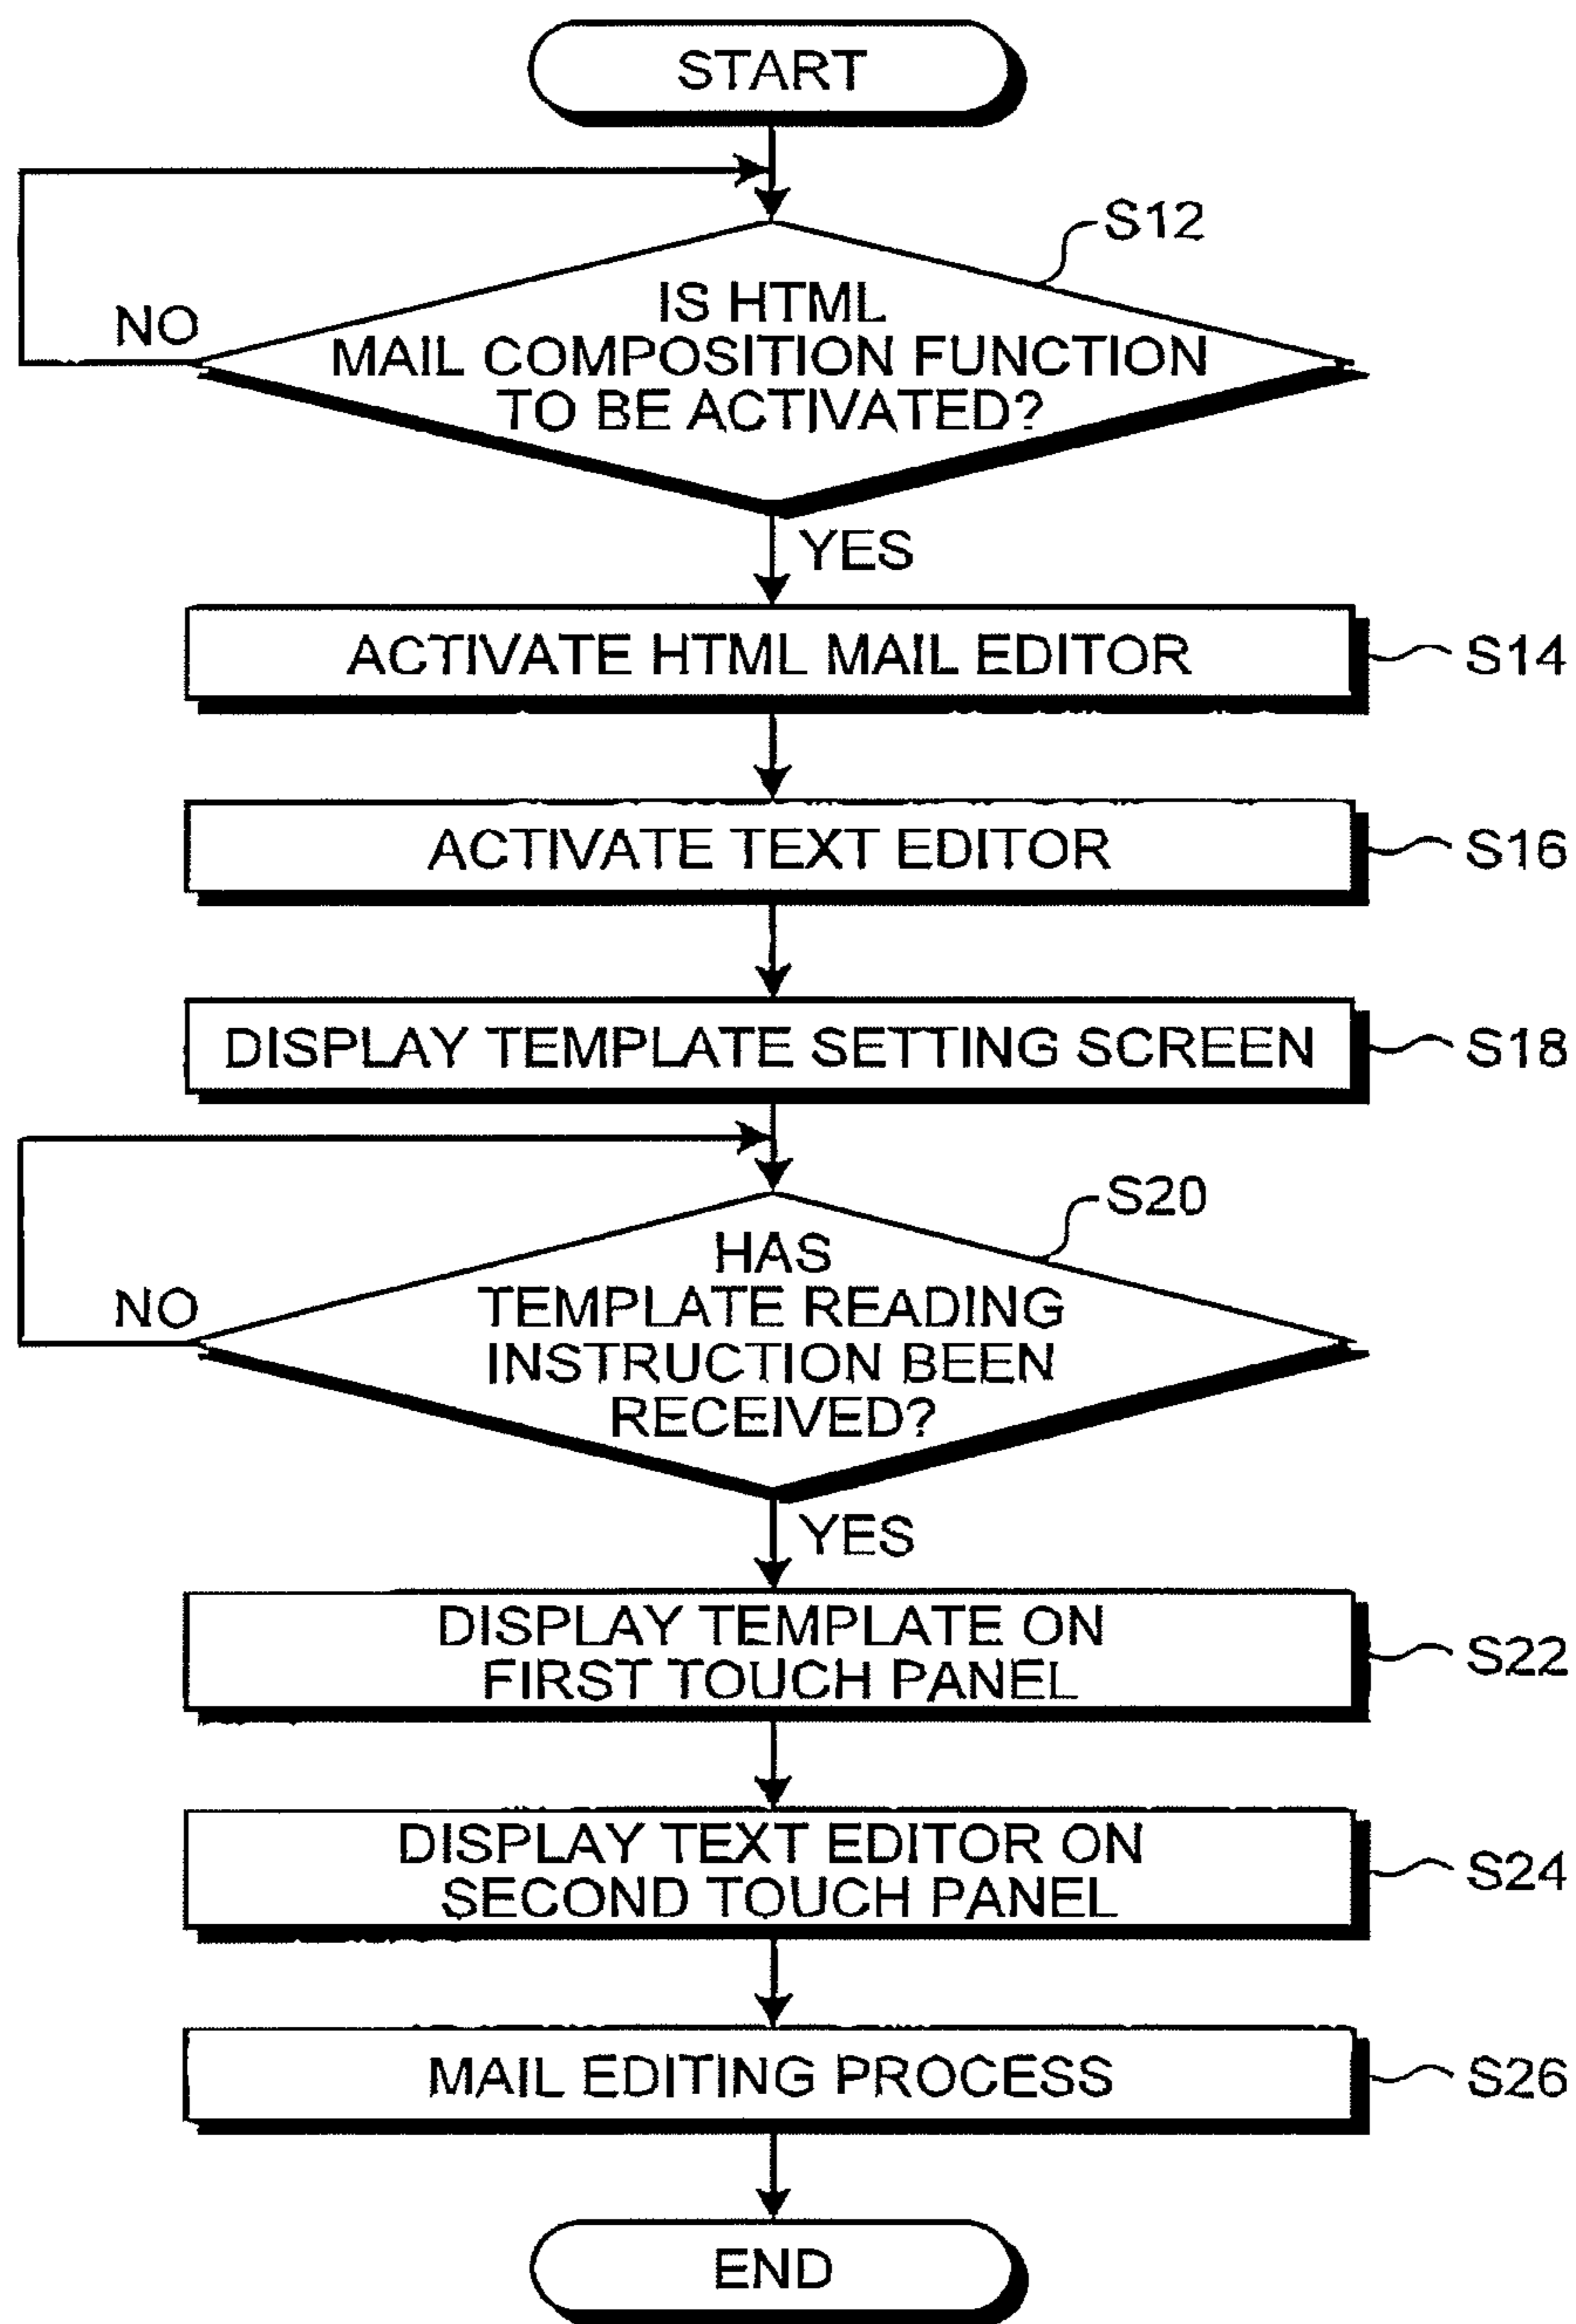 START
S12
IS HTML
NO
MAIL COMPOSITION FUNCTION
TO BE ACTIVATED?
YES
ACTIVATE HTML MAIL EDITOR
S14
ACTIVATE TEXT EDITOR
S16
DISPLAY TEMPLATE SETTING SCREEN
S18
S20
HAS
NO
TEMPLATE READING
INSTRUCTION BEEN
RECEIVED?
YES
DISPLAY TEMPLATE ON
FIRST TOUCH PANEL
S22
DISPLAY TEXT EDITOR ON
SECOND TOUCH PANEL
S24
MAIL EDITING PROCESS
S26
END